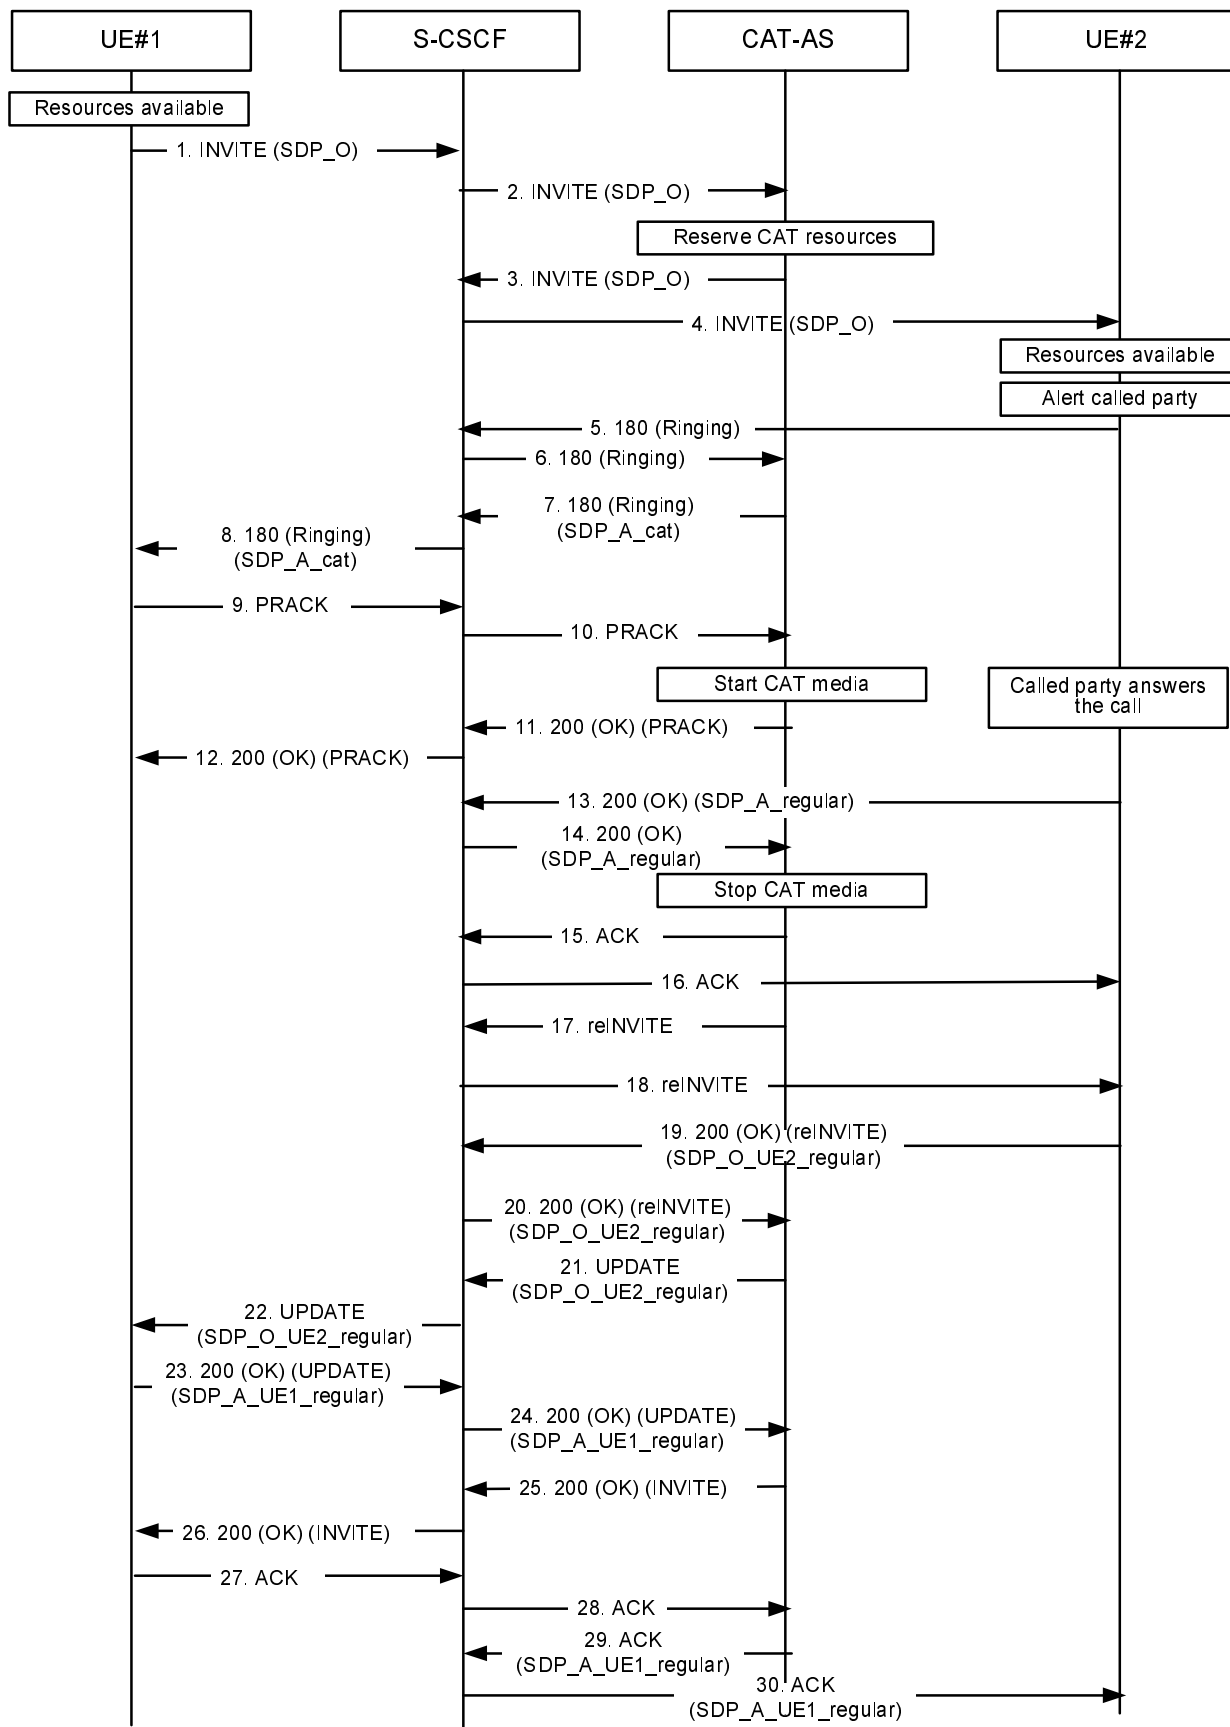 UE#1
S-CSCF
CAT-AS
UE#2
Resources available
1. INVITE (SDP_O)
2. INVITE (SDP_O)
Reserve CAT resources
3. INVITE (SDP_O)
4. INVITE (SDP_O)
Resources available
Alert called party
5. 180 (Ringing)
6. 180 (Ringing)
7. 180 (Ringing)
(SDP_A_cat)
8. 180 (Ringing)
(SDP_A_cat)
9. PRACK
10. PRACK
Start CAT media
Called party answers
the call
11. 200 (OK) (PRACK)
12. 200 (OK) (PRACK)
13. 200 (OK) (SDP_A_regular)
14. 200 (OK)
(SDP_A_regular)
Stop CAT media
15. ACK
16. ACK
17. reINVITE
18. reINVITE
19. 200 (OK) (reINVITE)
(SDP_O_UE2_regular)
20. 200 (OK) (reINVITE)
(SDP_O_UE2_regular)
21. UPDATE
(SDP_O_UE2_regular)
22. UPDATE
(SDP_O_UE2_regular)
23. 200 (OK) (UPDATE)
(SDP_A_UE1_regular)
24. 200 (OK) (UPDATE)
(SDP_A_UE1_regular)
25. 200 (OK) (INVITE)
26. 200 (OK) (INVITE)
27. ACK
28. ACK
29. ACK
(SDP_A_UE1_regular)
30. ACK
(SDP_A_UE1_regular)